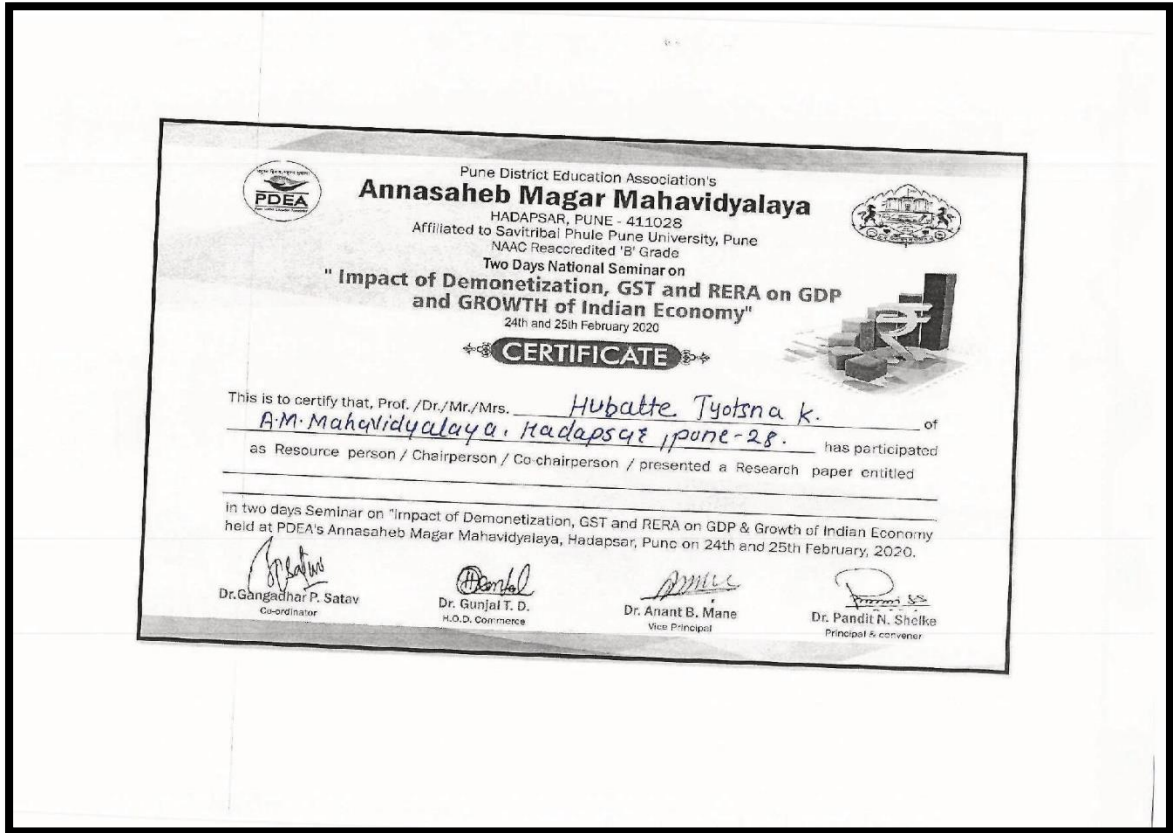 PDEA
Pune District Education Association's
Annasaheb Magar Mahavidyalaya
HADAPSAR, PUNE - 411028
Affiliated to Savitribal Phule Pune University, Pune
NAAC Reaccredited 'B' Grade
Two Days National Seminar on
" Impact of Demonetization, GST and RERA on GDP
and GROWTH of Indian Economy"
24th and 25th February 2020
CERTIFICATE
This is to certify that, Prof. /Dr./Mr./Mrs. Hubatte Jyotsna K. of
A.M. Mahavidyalaya, Hadapsar, pune-28. has participated
as Resource person / Chairperson / Co-chairperson / presented a Research paper entitled
in two days Seminar on "Impact of Demonetization, GST and RERA on GDP & Growth of Indian Economy
held at PDEA's Annasaheb Magar Mahavidyalaya, Hadapsar, Pune on 24th and 25th February, 2020.
Dr.Gangadhar P. Satav
Co-ordinator
Dr. Gunjal T. D.
H.O.D. Commerce
Dr. Anant B. Mane
Vice Principal
Dr. Pandit N. Shelke
Principal & convener